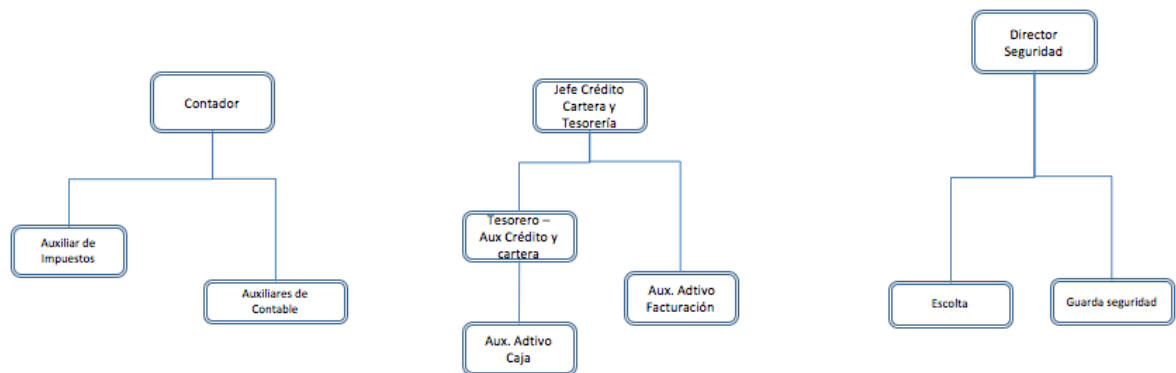 Contador
Auxiliar de
Impuestos
Auxiliares de
Contable
Jefe Crédito
Cartera y
Tesorería
Tesorero –
Aux Crédito y
cartera
Aux. Adtivo
Facturación
Aux. Adtivo
Caja
Director
Seguridad
Escolta
Guarda seguridad